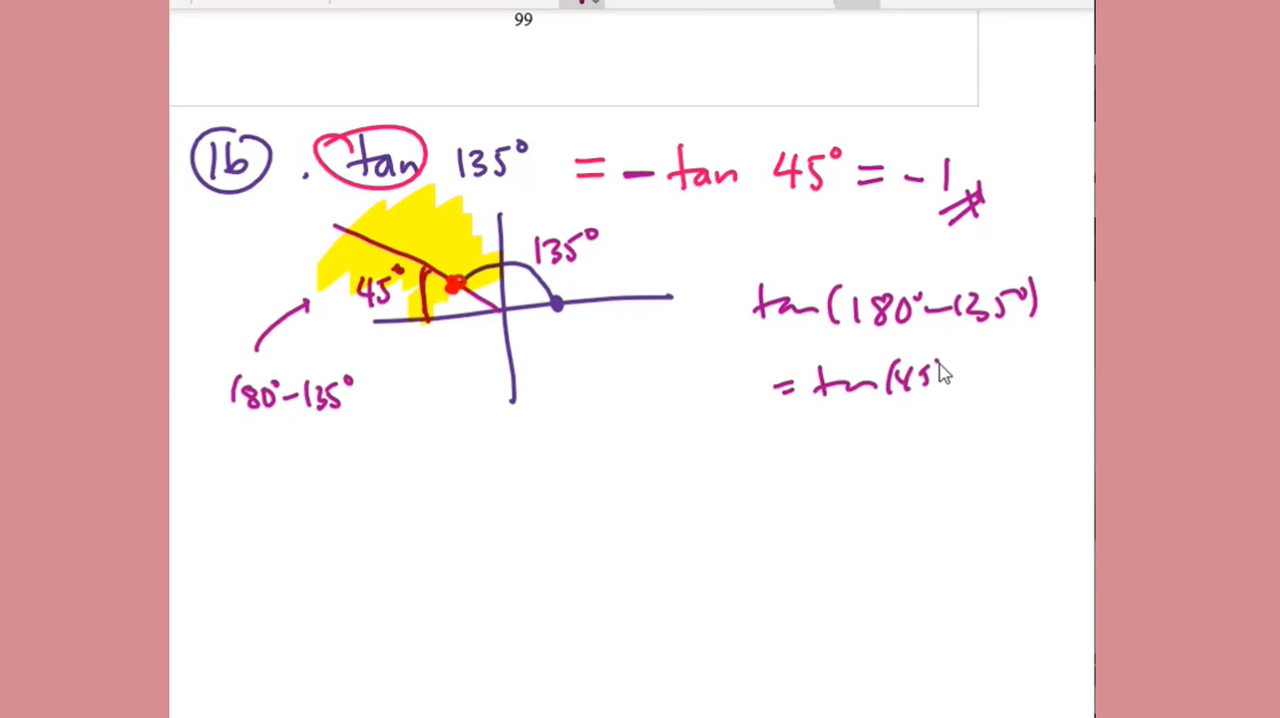 99
16 . tan 135° = - tan 45° = -1
135°
45°
tan(180°-135°)
180°-135°
= tan(45)